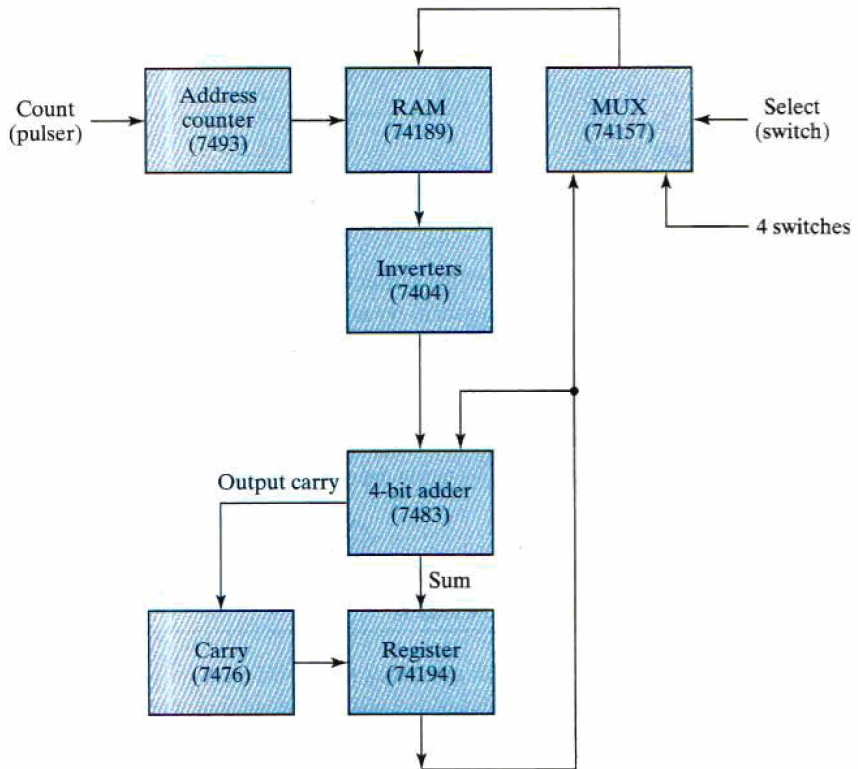 Count
(pulser)
Address
counter
(7493)
RAM
(74189)
MUX
(74157)
Select
(switch)
4 switches
Inverters
(7404)
Output carry
4-bit adder
(7483)
Sum
Carry
(7476)
Register
(74194)